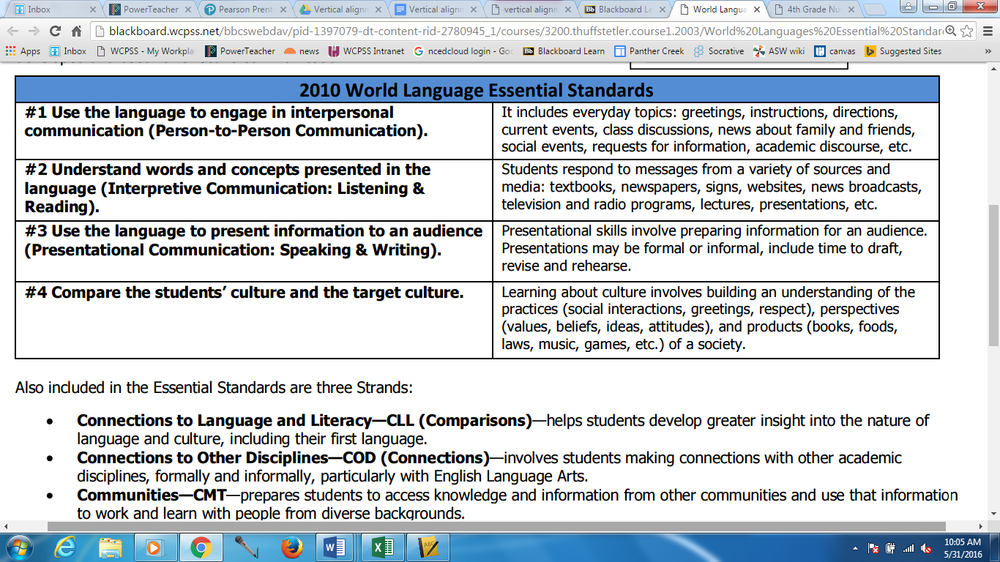 Inbox
PowerTeacher
Pearson Prent
Vertical alignm
Vertical alignm
vertical alignm
Blackboard Le
World Langua
4th Grade Nu
blackboard.wcpss.net/bbcswebdav/pid-1397079-dt-content-rid-2780945_1/courses/3200.thuffstetler.course1.2003/World%20Languages%20Essential%20Standar
Apps
Inbox
WCPSS - My Workpla
PowerTeacher
news
WCPSS Intranet
ncedcloud login - Goo
Blackboard Learn
Panther Creek
Socrative
ASW wiki
canvas
Suggested Sites
2010 World Language Essential Standards
#1 Use the language to engage in interpersonal
communication (Person-to-Person Communication).
It includes everyday topics: greetings, instructions, directions,
current events, class discussions, news about family and friends,
social events, requests for information, academic discourse, etc.
#2 Understand words and concepts presented in the
language (Interpretive Communication: Listening &
Reading).
Students respond to messages from a variety of sources and
media: textbooks, newspapers, signs, websites, news broadcasts,
television and radio programs, lectures, presentations, etc.
#3 Use the language to present information to an audience
(Presentational Communication: Speaking & Writing).
Presentational skills involve preparing information for an audience.
Presentations may be formal or informal, include time to draft,
revise and rehearse.
#4 Compare the students’ culture and the target culture.
Learning about culture involves building an understanding of the
practices (social interactions, greetings, respect), perspectives
(values, beliefs, ideas, attitudes), and products (books, foods,
laws, music, games, etc.) of a society.
Also included in the Essential Standards are three Strands:
• Connections to Language and Literacy—CLL (Comparisons)—helps students develop greater insight into the nature of
language and culture, including their first language.
• Connections to Other Disciplines—COD (Connections)—involves students making connections with other academic
disciplines, formally and informally, particularly with English Language Arts.
• Communities—CMT—prepares students to access knowledge and information from other communities and use that information
to work and learn with people from diverse backgrounds.
10:05 AM
5/31/2016